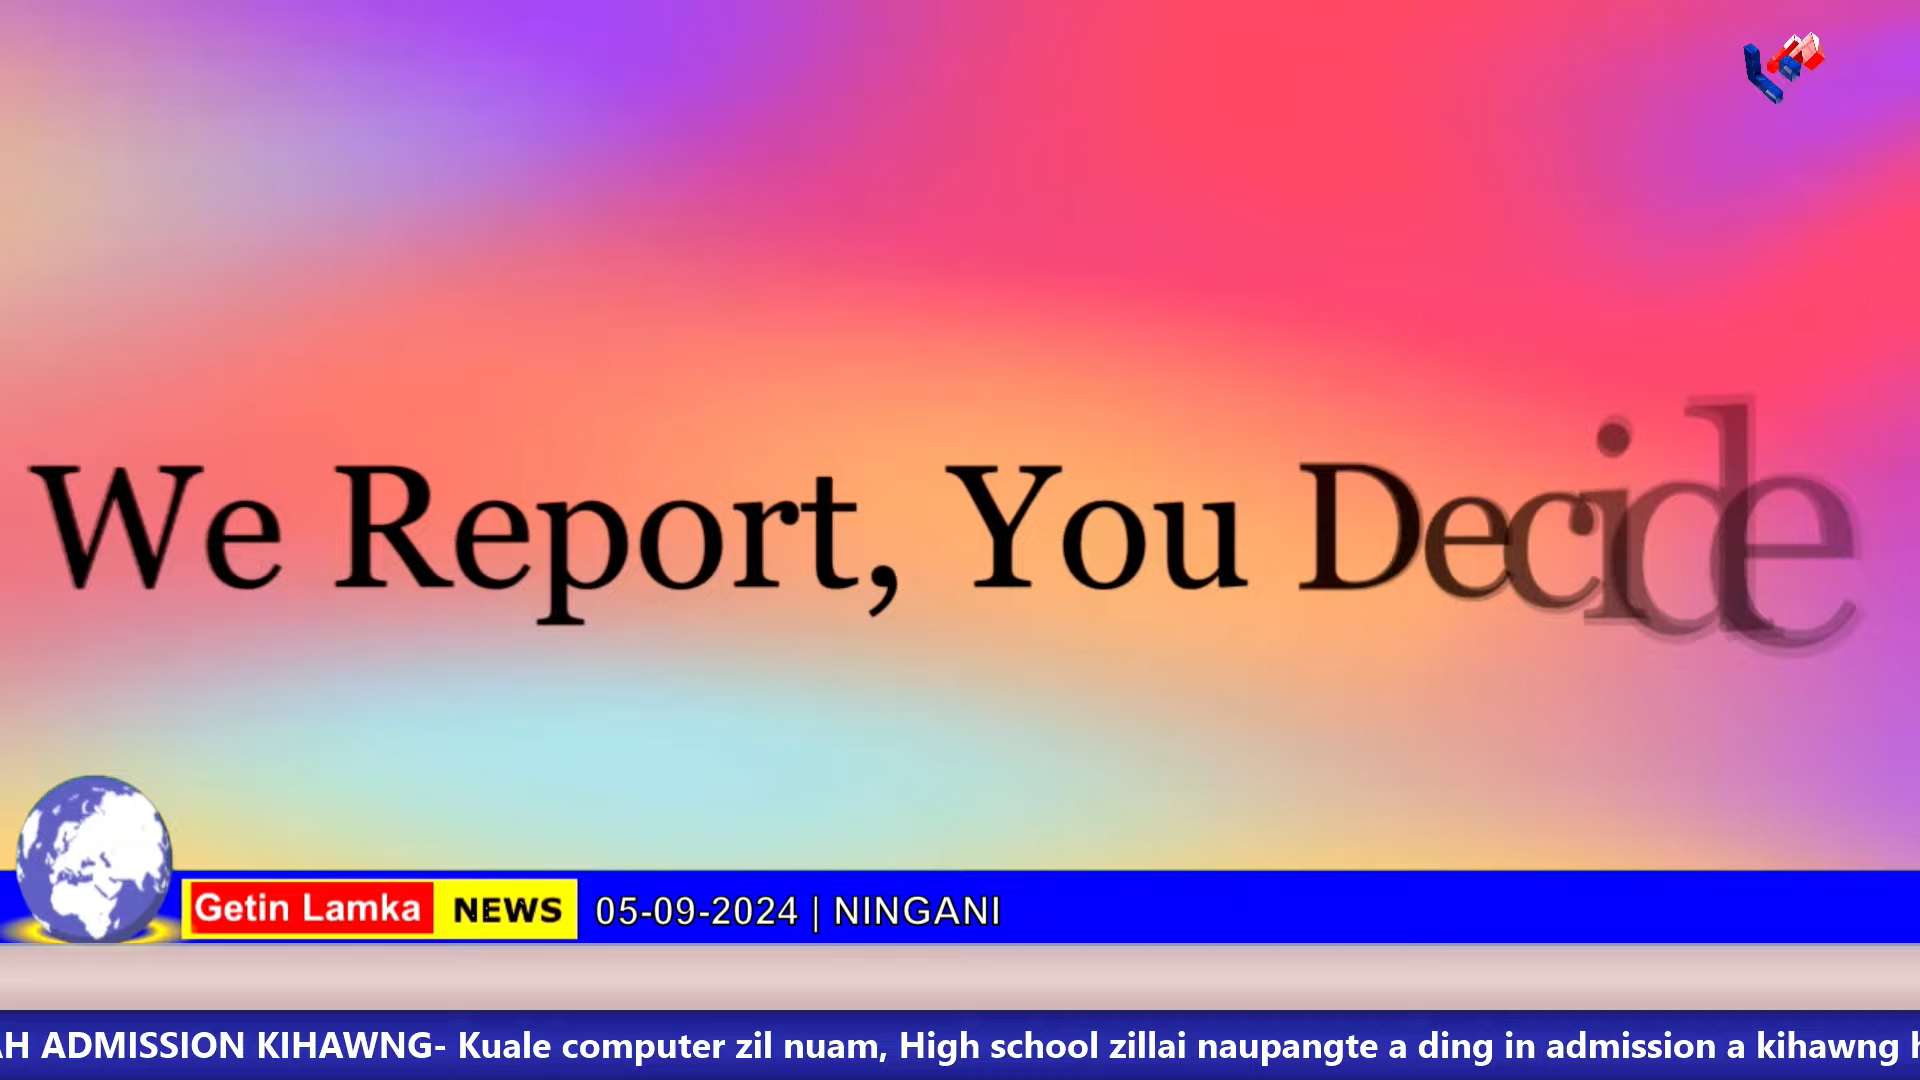 We Report, You Decide
Getin Lamka NEWS 05-09-2024 | NINGANI
ADMISSION KIHAWNG- Kuale computer zil nuam, High school zillai naupangte a ding in admission a kihawng